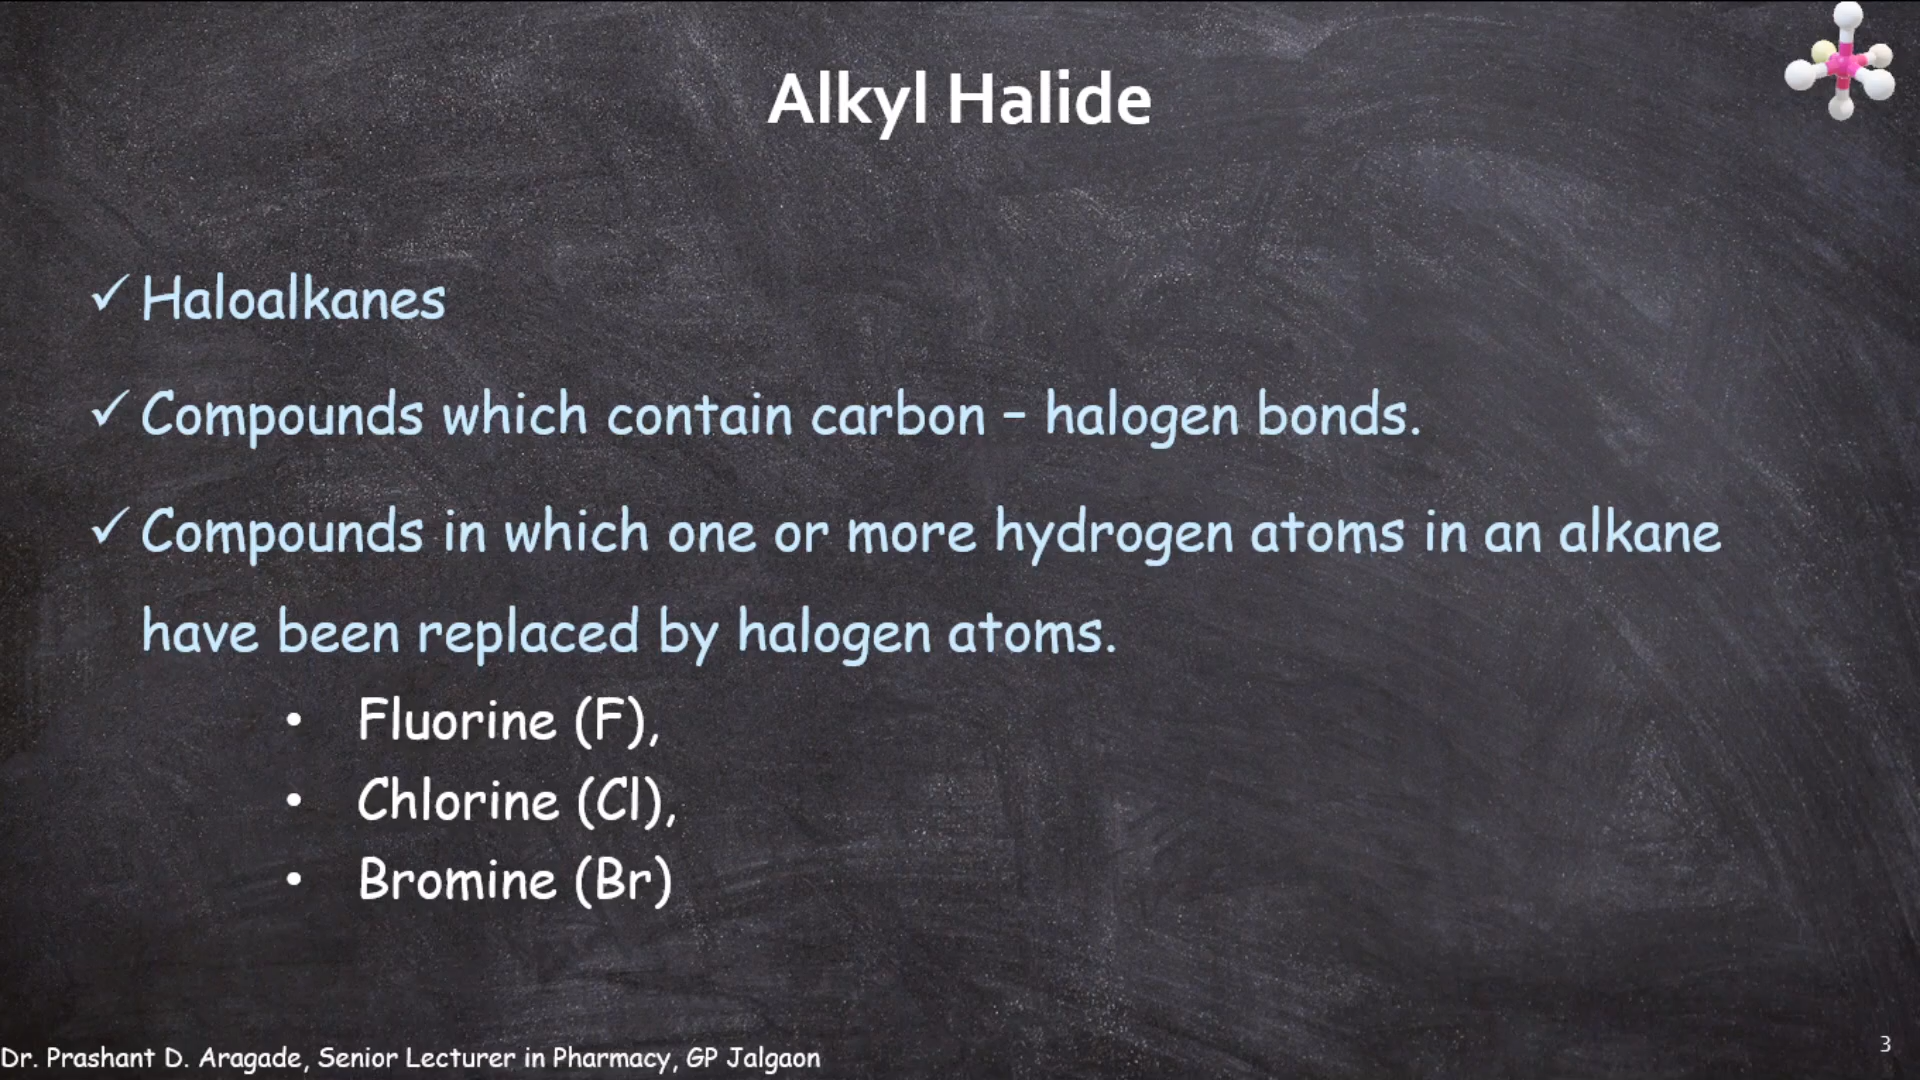 Alkyl Halide
✓ Haloalkanes
✓ Compounds which contain carbon – halogen bonds.
✓ Compounds in which one or more hydrogen atoms in an alkane
have been replaced by halogen atoms.
• Fluorine (F),
• Chlorine (Cl),
• Bromine (Br)
Dr. Prashant D. Aragade, Senior Lecturer in Pharmacy, GP Jalgaon
3